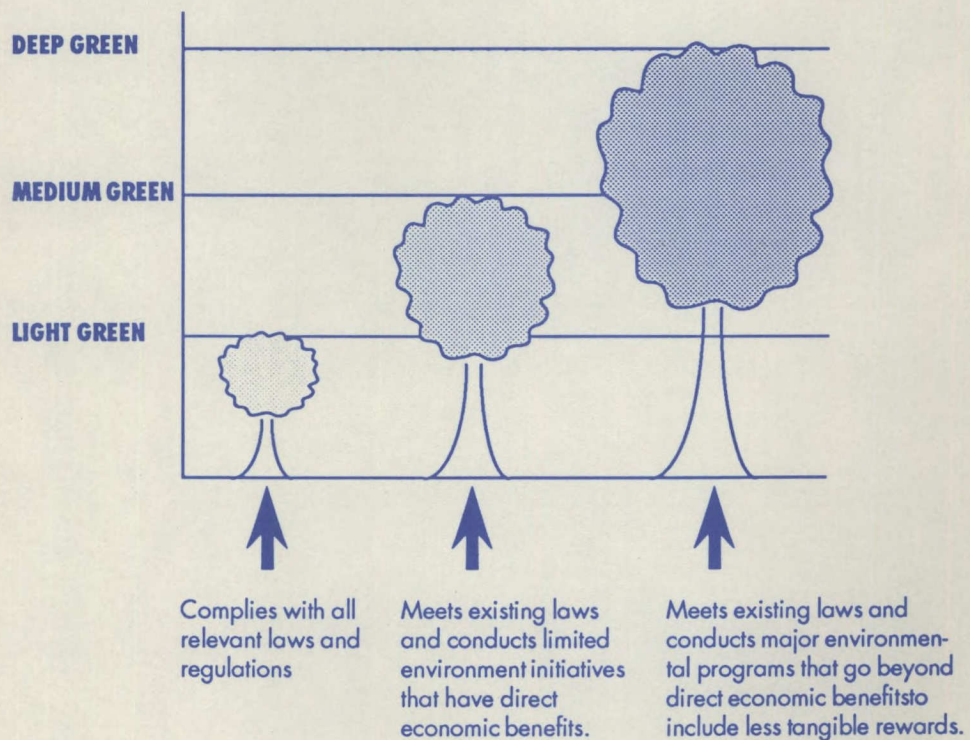 DEEP GREEN
MEDIUM GREEN
LIGHT GREEN
Complies with all
relevant laws and
regulations
Meets existing laws
and conducts limited
environment initiatives
that have direct
economic benefits.
Meets existing laws and
conducts major environmen-
tal programs that go beyond
direct economic benefitsto
include less tangible rewards.